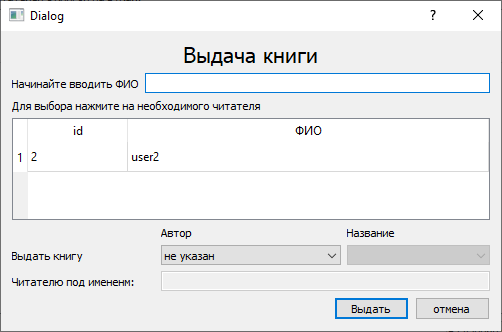 Dialog
Выдача книги
Начинайте вводить ФИО
Для выбора нажмите на необходимого читателя
id ФИО
1 2 user2
Автор Название
Выдать книгу не указан
Читателю под имененм:
Выдать отмена